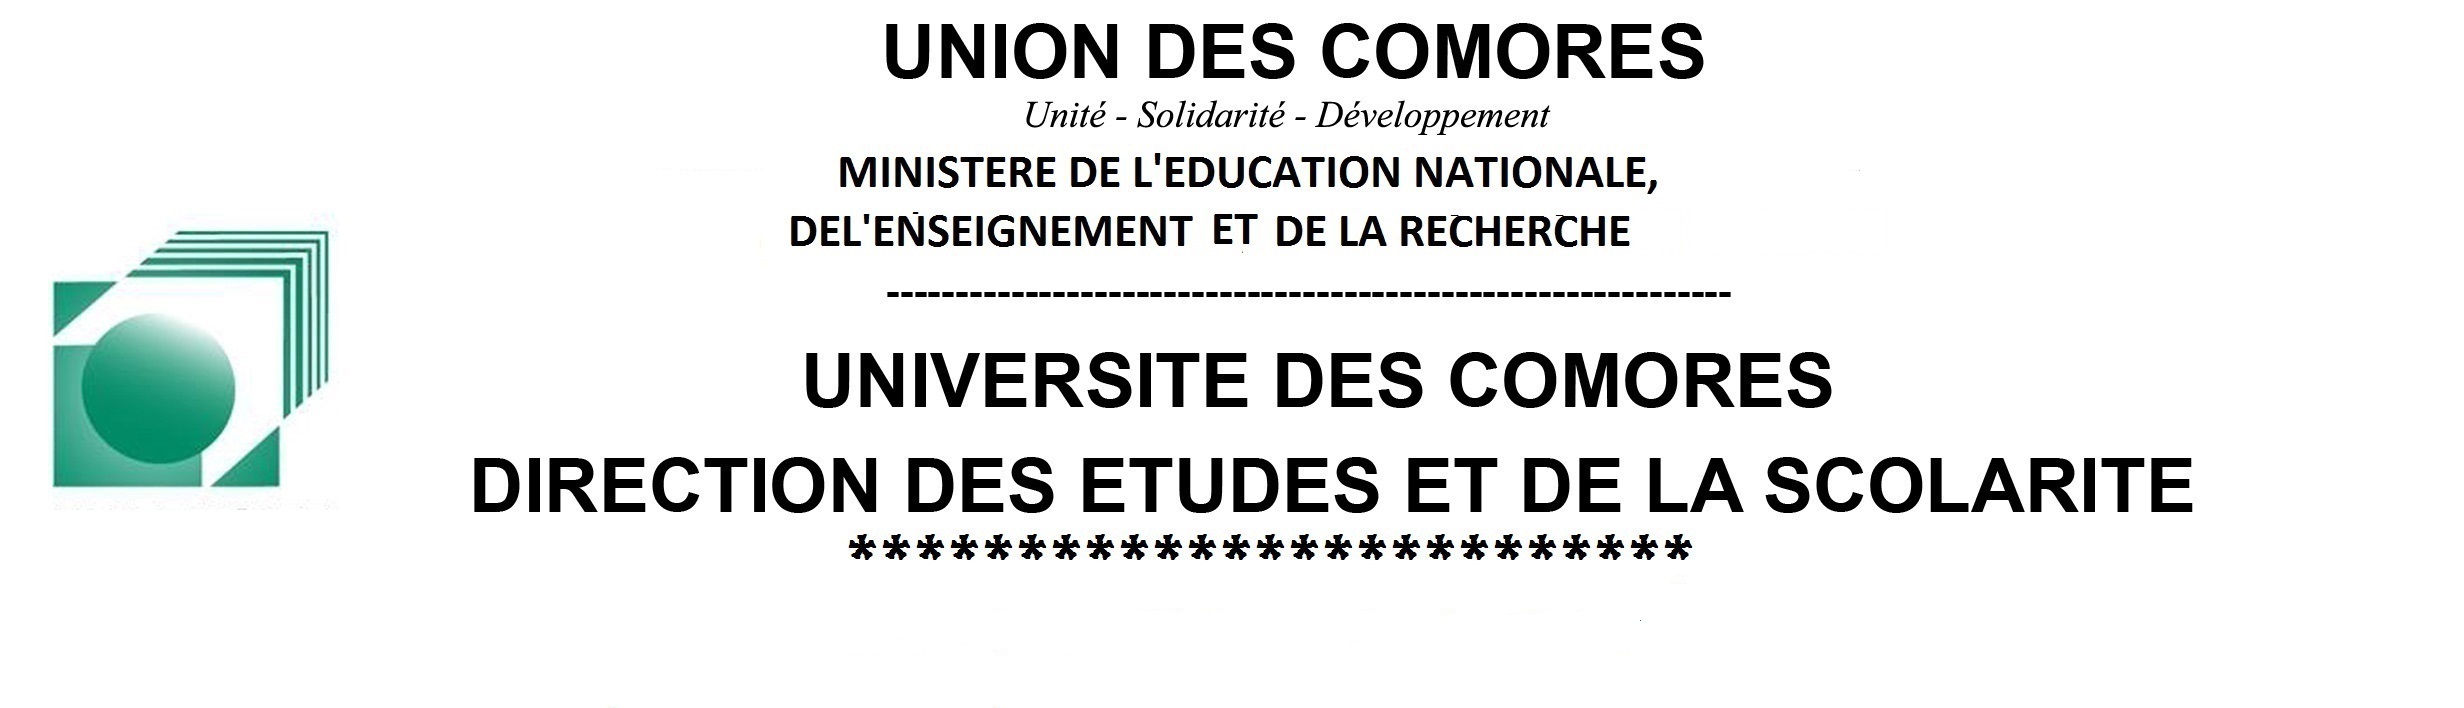 UNION DES COMORES
Unité - Solidarité - Développement
MINISTERE DE L'EDUCATION NATIONALE,
DEL'ENSEIGNEMENT ET DE LA RECHERCHE
-------------------------------------------------------------
UNIVERSITE DES COMORES
DIRECTION DES ETUDES ET DE LA SCOLARITE
*************************